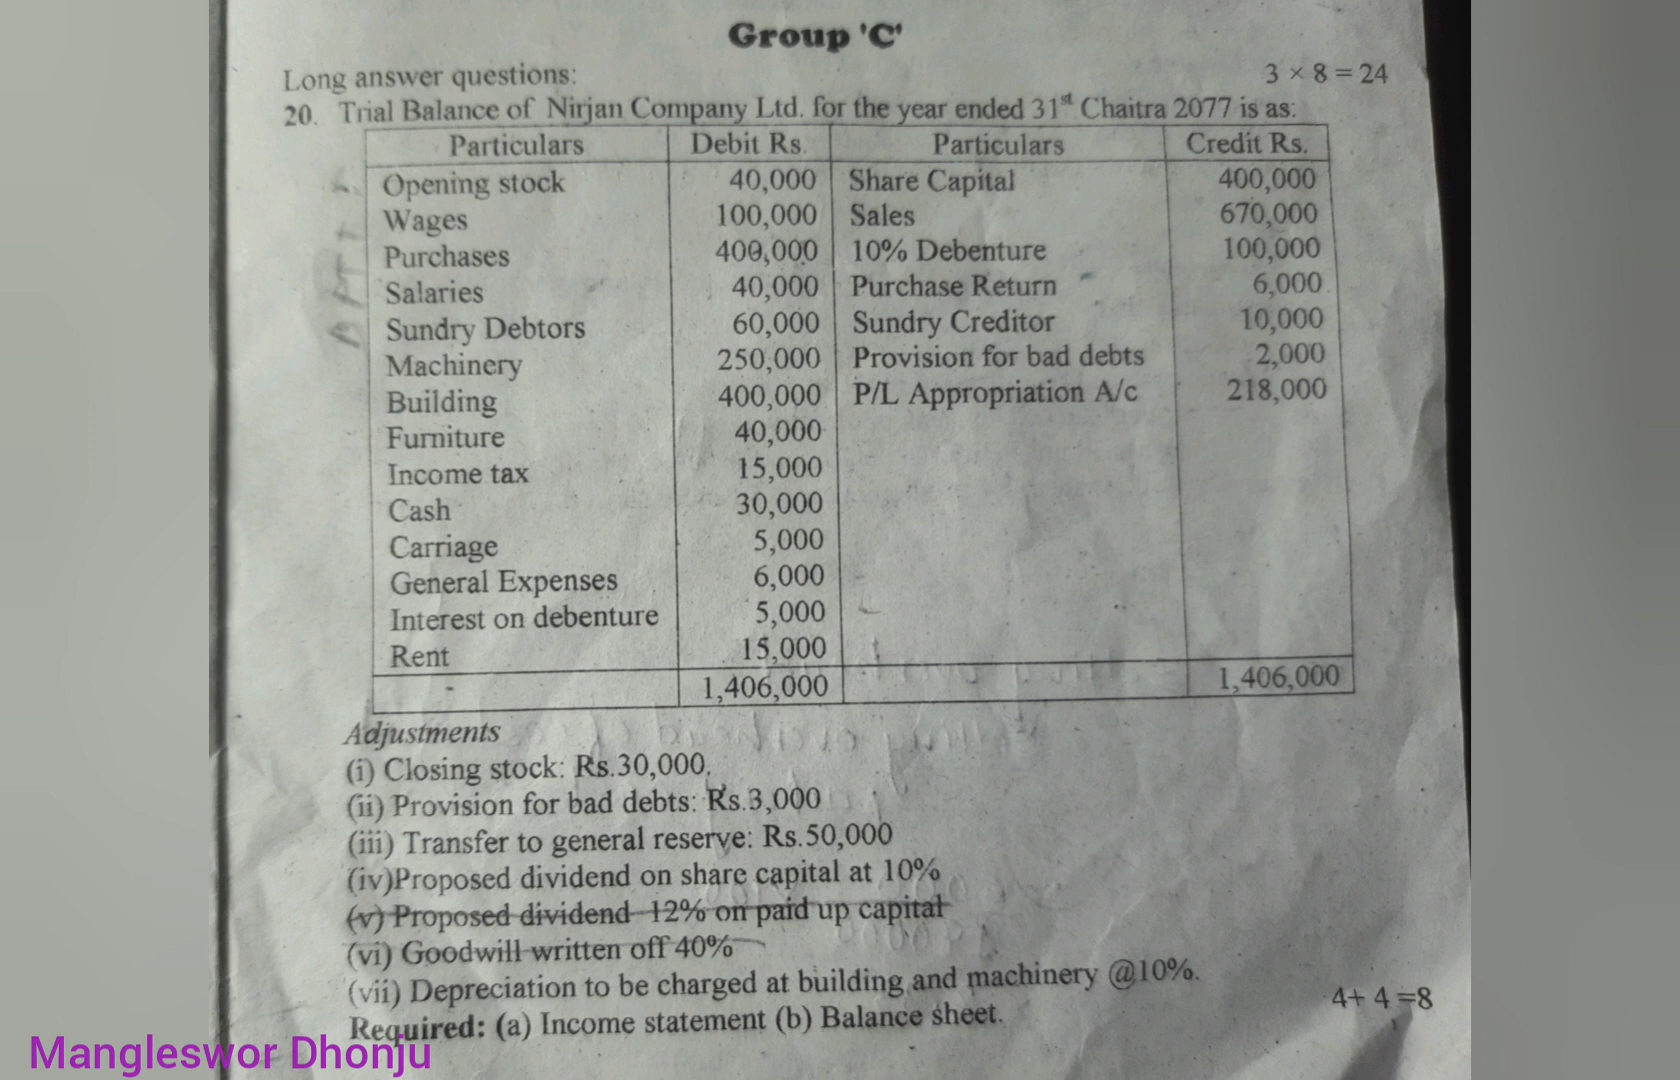 Group 'C'
Long answer questions: 3 × 8 = 24
20. Trial Balance of Nirjan Company Ltd. for the year ended 31st Chaitra 2077 is as:
Particulars Debit Rs. Particulars Credit Rs.
Opening stock 40,000 Share Capital 400,000
Wages 100,000 Sales 670,000
Purchases 400,000 10% Debenture 100,000
Salaries 40,000 Purchase Return 6,000
Sundry Debtors 60,000 Sundry Creditor 10,000
Machinery 250,000 Provision for bad debts 2,000
Building 400,000 P/L Appropriation A/c 218,000
Furniture 40,000
Income tax 15,000
Cash 30,000
Carriage 5,000
General Expenses 6,000
Interest on debenture 5,000
Rent 15,000
1,406,000 1,406,000
Adjustments
(i) Closing stock: Rs.30,000.
(ii) Provision for bad debts: Rs.3,000
(iii) Transfer to general reserve: Rs.50,000
(iv)Proposed dividend on share capital at 10%
(v) Proposed dividend 12% on paid up capital
(vi) Goodwill written off 40%
(vii) Depreciation to be charged at building and machinery @10%.
Required: (a) Income statement (b) Balance sheet. 4+ 4 =8
Mangleswor Dhonju